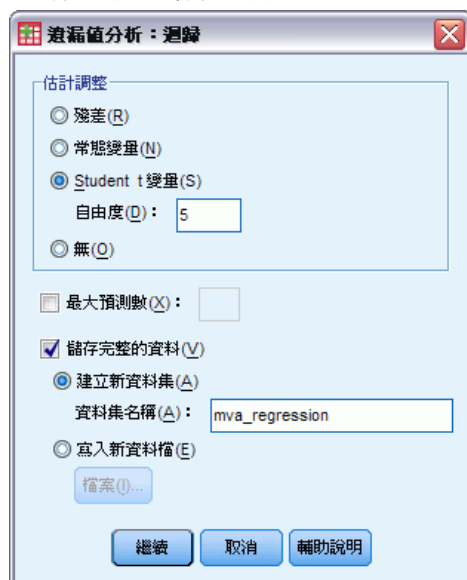 遺漏值分析：迴歸
估計調整
殘差(R)
常態變量(N)
Student t 變量(S)
自由度(D)： 5
無(O)
最大預測數(X)：
儲存完整的資料(V)
建立新資料集(A)
資料集名稱(A)： mva_regression
寫入新資料檔(E)
檔案(I)...
繼續 取消 輔助說明